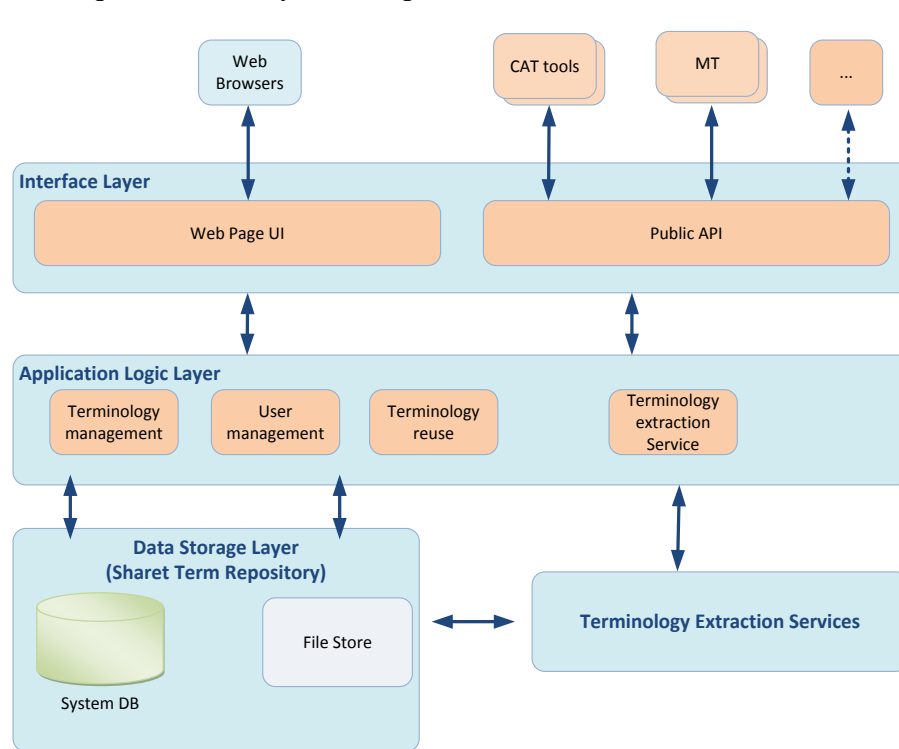 Web
Browsers
CAT tools
MT
...
Interface Layer
Web Page UI
Public API
Application Logic Layer
Terminology
management
User
management
Terminology
reuse
Terminology
extraction
Service
Data Storage Layer
(Sharet Term Repository)
File Store
System DB
Terminology Extraction Services